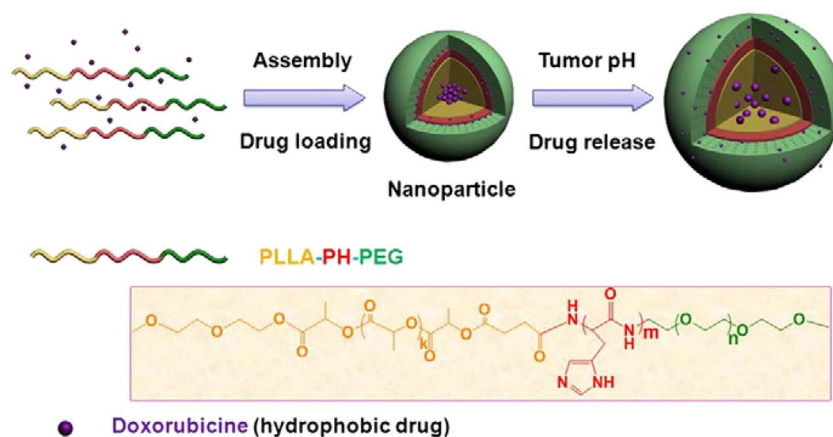 Assembly
Drug loading
Nanoparticle
Tumor pH
Drug release
PLLA-PH-PEG
O O O O O O O O O O O k O O H N O N H m N NH O n O O
Doxorubicine (hydrophobic drug)